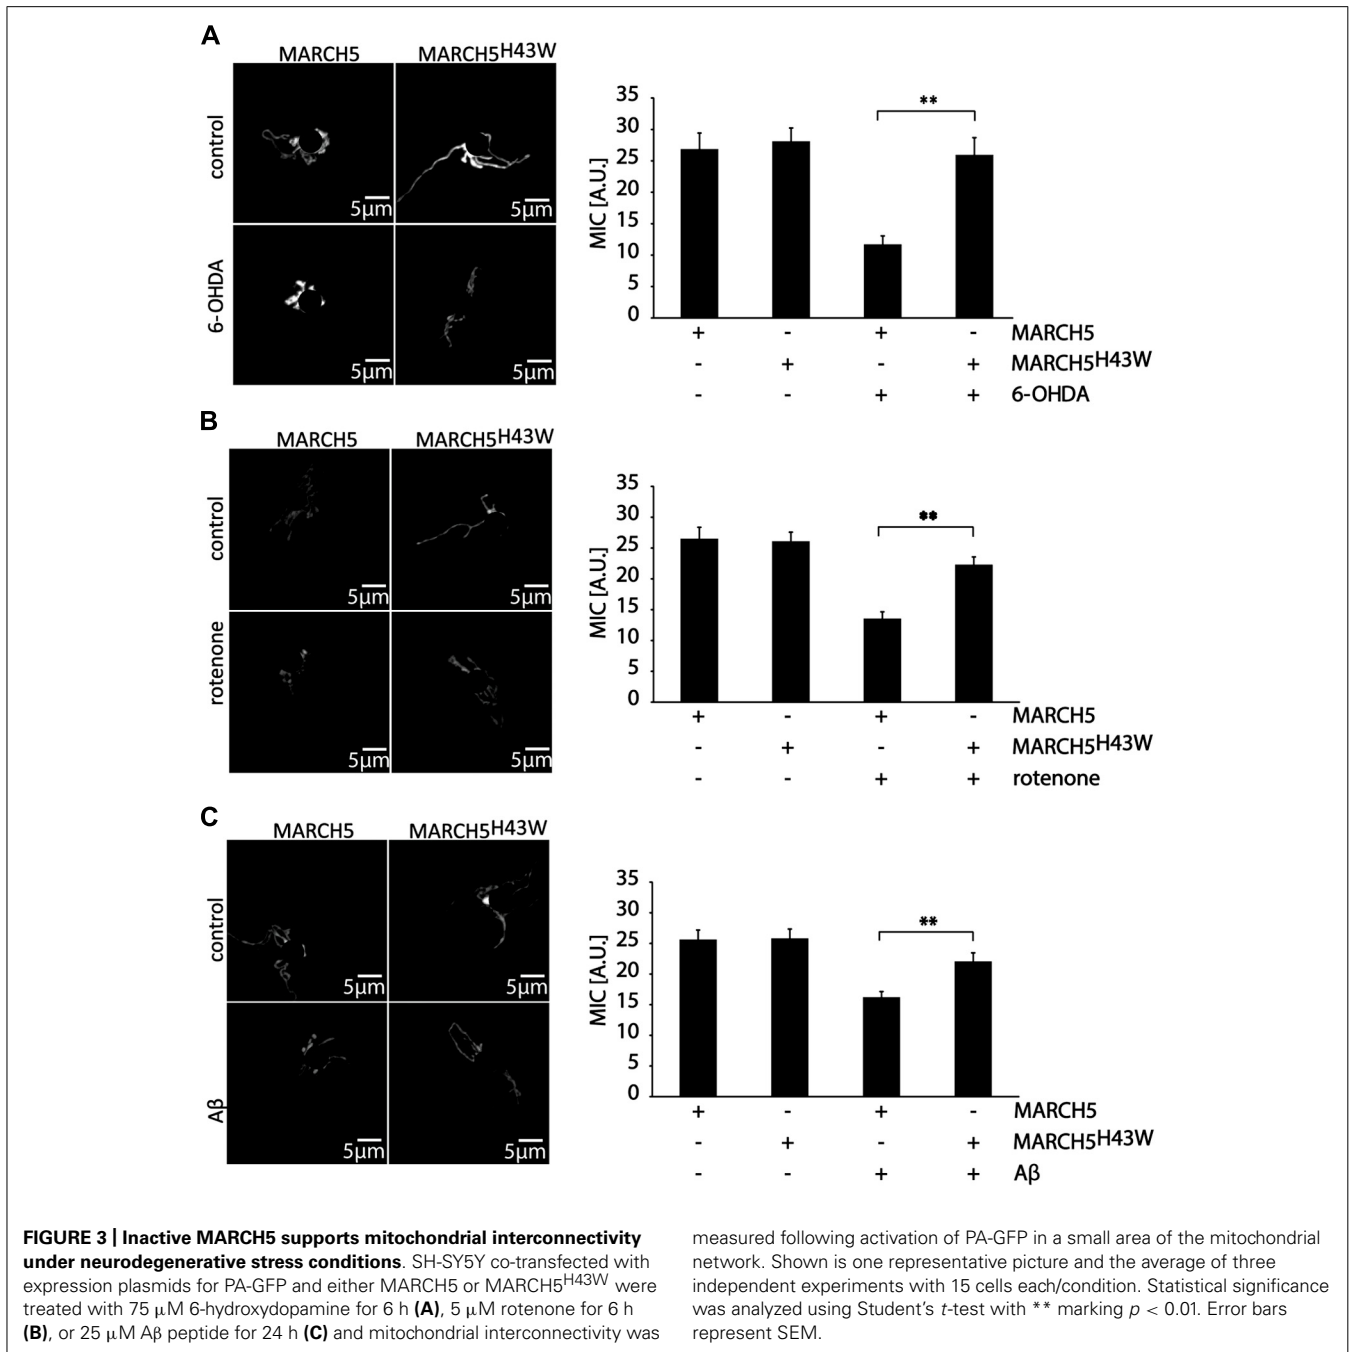 A
MARCH5 MARCH5H43W
control
5µm 5µm
6-OHDA
5µm 5µm
**
35
30
25
20
15
10
5
0
MIC [A.U.]
+ - + - MARCH5
- + - + MARCH5H43W
- - + + 6-OHDA
B
MARCH5 MARCH5H43W
control
5µm 5µm
rotenone
5µm 5µm
**
35
30
25
20
15
10
5
0
MIC [A.U.]
+ - + - MARCH5
- + - + MARCH5H43W
- - + + rotenone
C
MARCH5 MARCH5H43W
control
5µm 5µm
Aβ
5µm 5µm
**
35
30
25
20
15
10
5
0
MIC [A.U.]
+ - + - MARCH5
- + - + MARCH5H43W
- - + + Aβ
FIGURE 3 | Inactive MARCH5 supports mitochondrial interconnectivity
under neurodegenerative stress conditions. SH-SY5Y co-transfected with
expression plasmids for PA-GFP and either MARCH5 or MARCH5H43W were
treated with 75 µM 6-hydroxydopamine for 6 h (A), 5 µM rotenone for 6 h
(B), or 25 µM Aβ peptide for 24 h (C) and mitochondrial interconnectivity was
measured following activation of PA-GFP in a small area of the mitochondrial
network. Shown is one representative picture and the average of three
independent experiments with 15 cells each/condition. Statistical significance
was analyzed using Student's t-test with ** marking p < 0.01. Error bars
represent SEM.